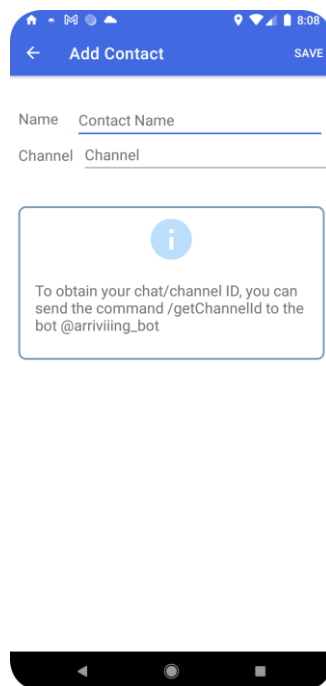 8:08
Add Contact
SAVE
Name Contact Name
Channel Channel
i
To obtain your chat/channel ID, you can
send the command /getChannelId to the
bot @arriviiing_bot